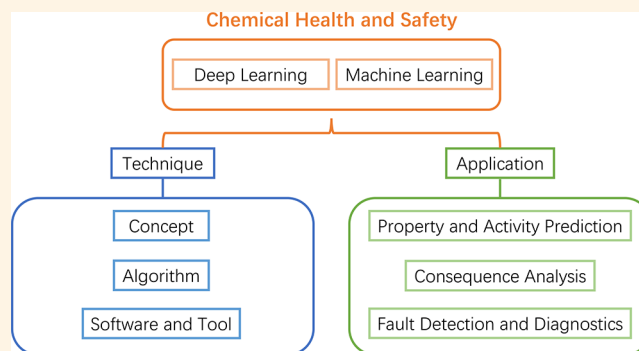 Chemical Health and Safety
Deep Learning
Machine Learning
Technique
Application
Concept
Algorithm
Software and Tool
Property and Activity Prediction
Consequence Analysis
Fault Detection and Diagnostics